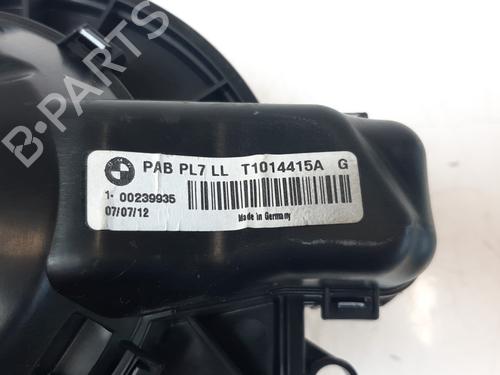 B-Parts
PAB PL7 LL T1014415A G
1- 00239935
07/07/12
Made in Germany